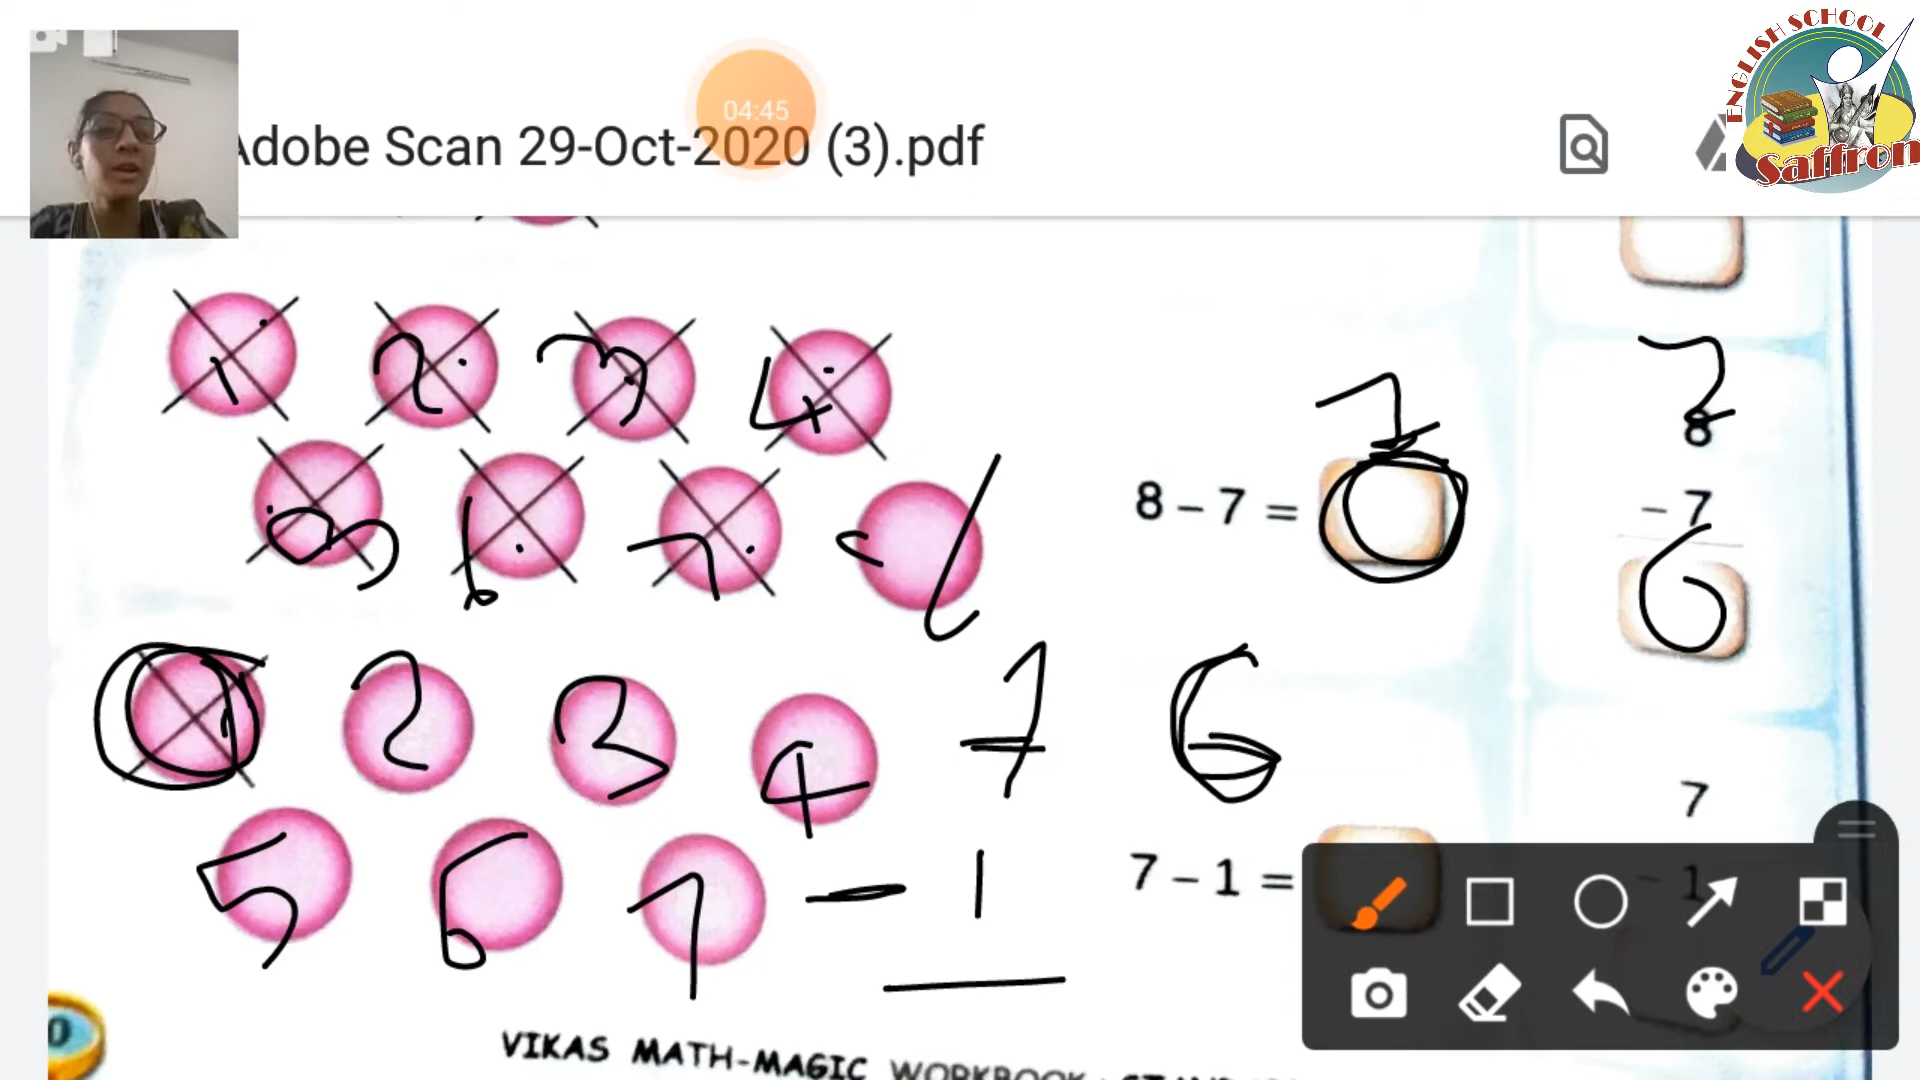 04:45
Adobe Scan 29-Oct-2020 (3).pdf
ENGLISH SCHOOL
Saffron
1 2 3 4
5 6 7
7
8 - 7 =
7
8
- 7
6
1 2 3 4 7 6
5 6 7 - 1
7 - 1 =
7
- 1
0
VIKAS MATH-MAGIC WORKBOOK